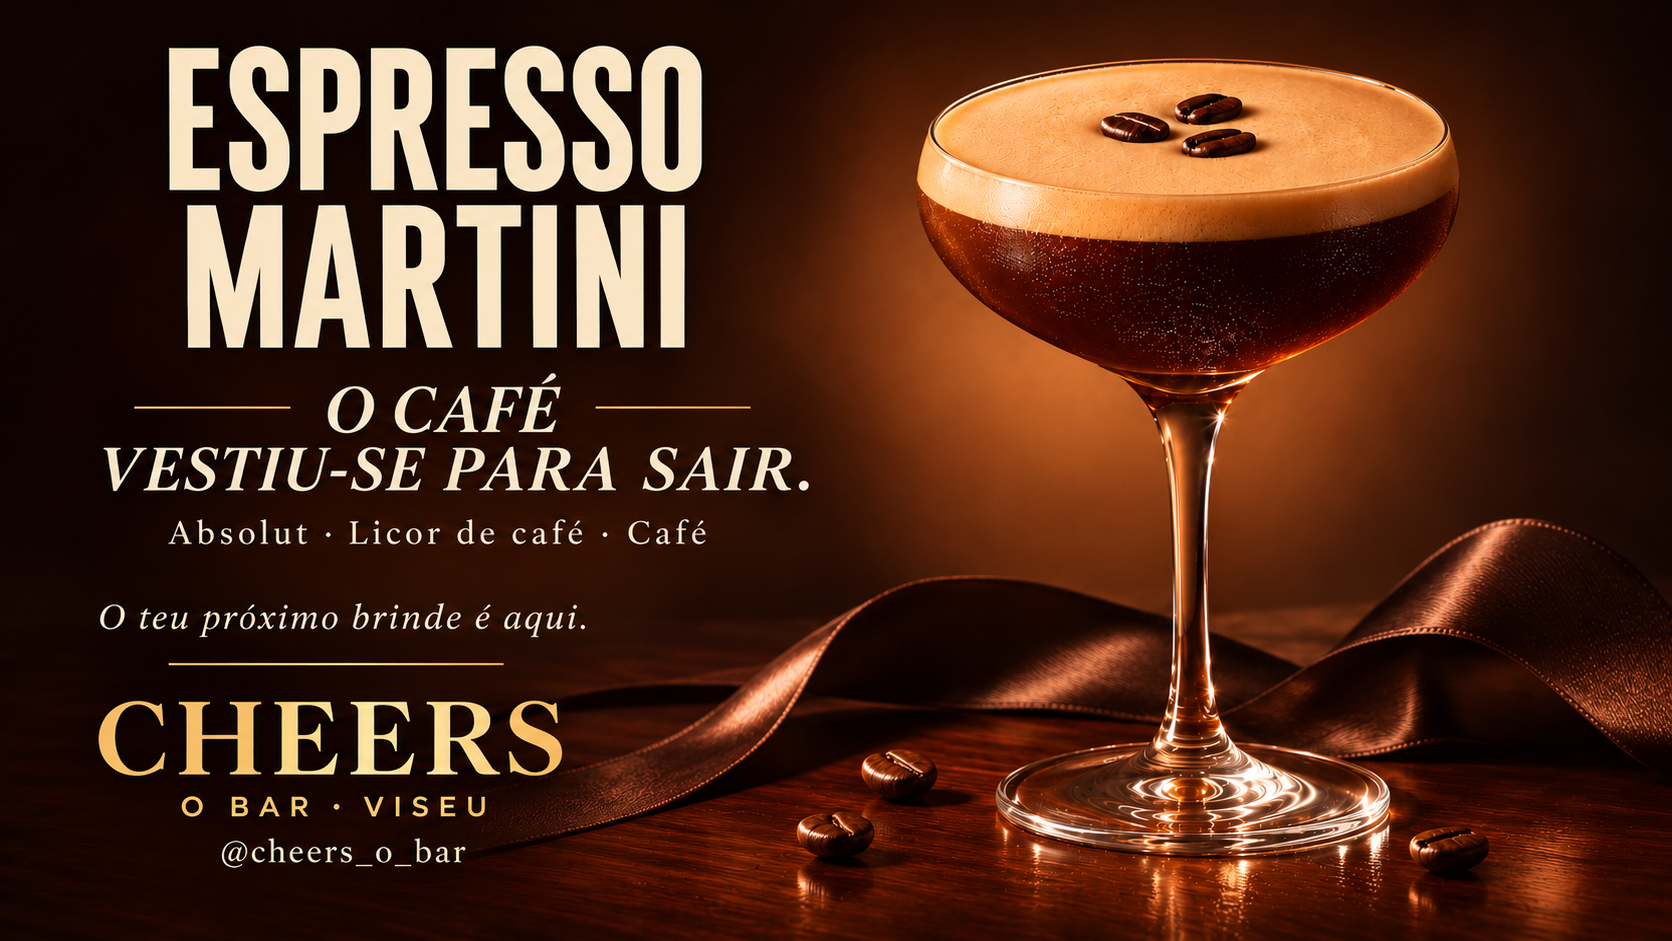 ESPRESSO
MARTINI
O CAFÉ
VESTIU-SE PARA SAIR.
Absolut · Licor de café · Café
O teu próximo brinde é aqui.
CHEERS
O BAR · VISEU
@cheers_o_bar